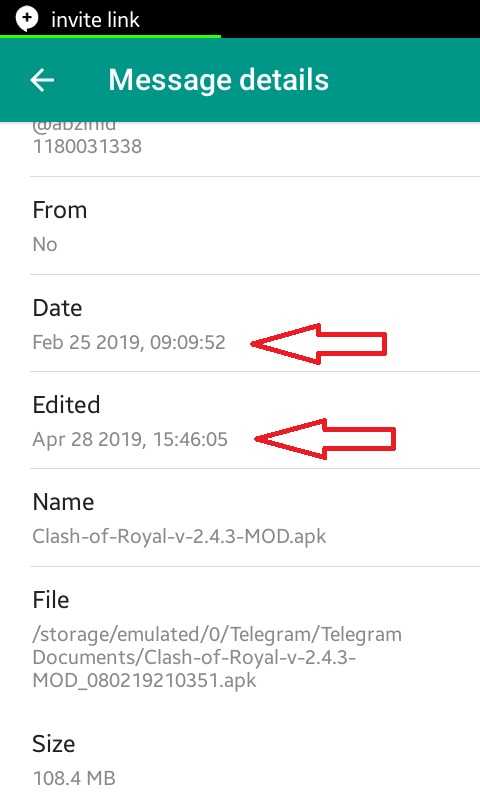 invite link
Message details
@abzinfd
1180031338
From
No
Date
Feb 25 2019, 09:09:52
Edited
Apr 28 2019, 15:46:05
Name
Clash-of-Royal-v-2.4.3-MOD.apk
File
/storage/emulated/0/Telegram/Telegram
Documents/Clash-of-Royal-v-2.4.3-
MOD_080219210351.apk
Size
108.4 MB